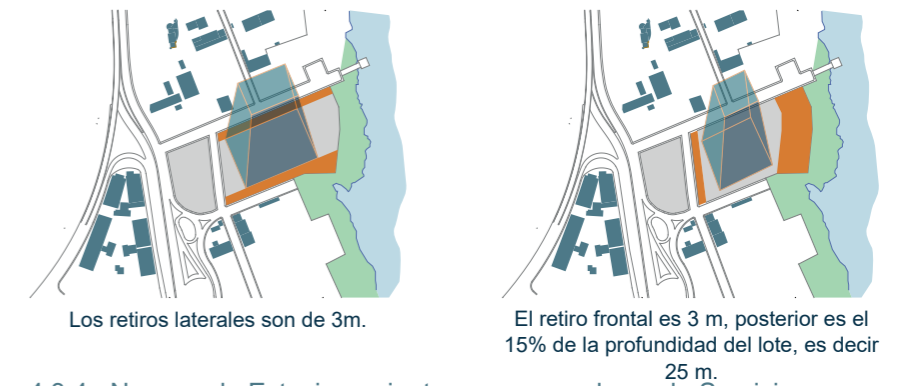 Los retiros laterales son de 3m.
El retiro frontal es 3 m, posterior es el
15% de la profundidad del lote, es decir
25 m.